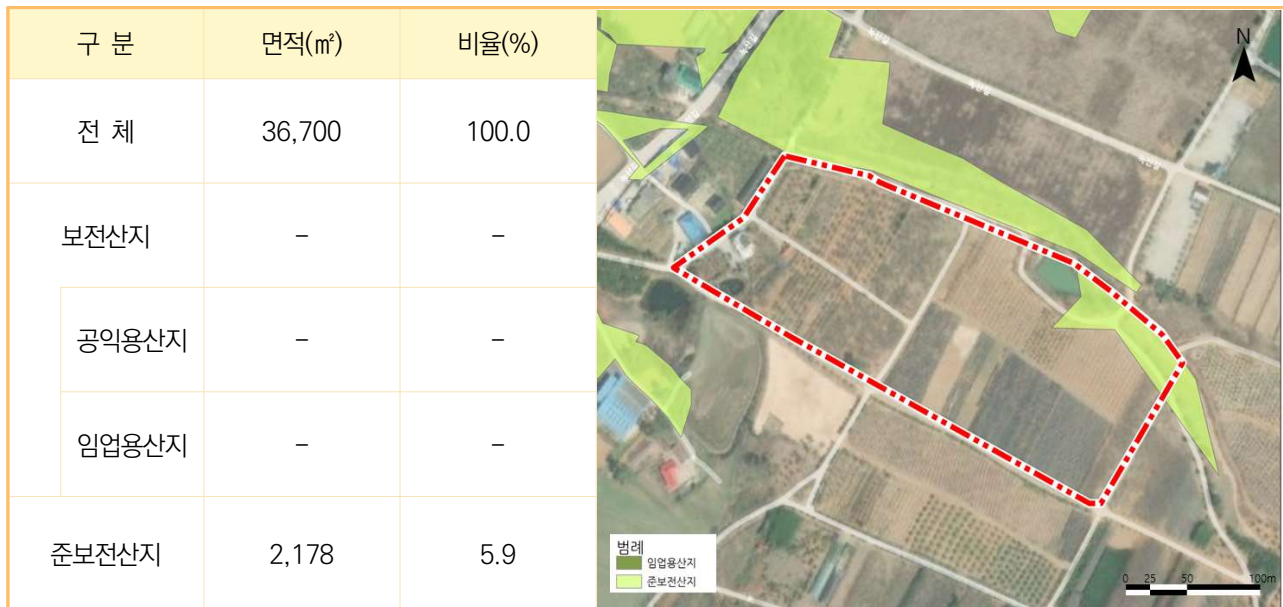 구 분 면적(㎡) 비율(%)
전 체 36,700 100.0
보전산지 – –
공익용산지 – –
임업용산지 – –
준보전산지 2,178 5.9
N
범례
임업용산지
준보전산지
0 25 50 100m